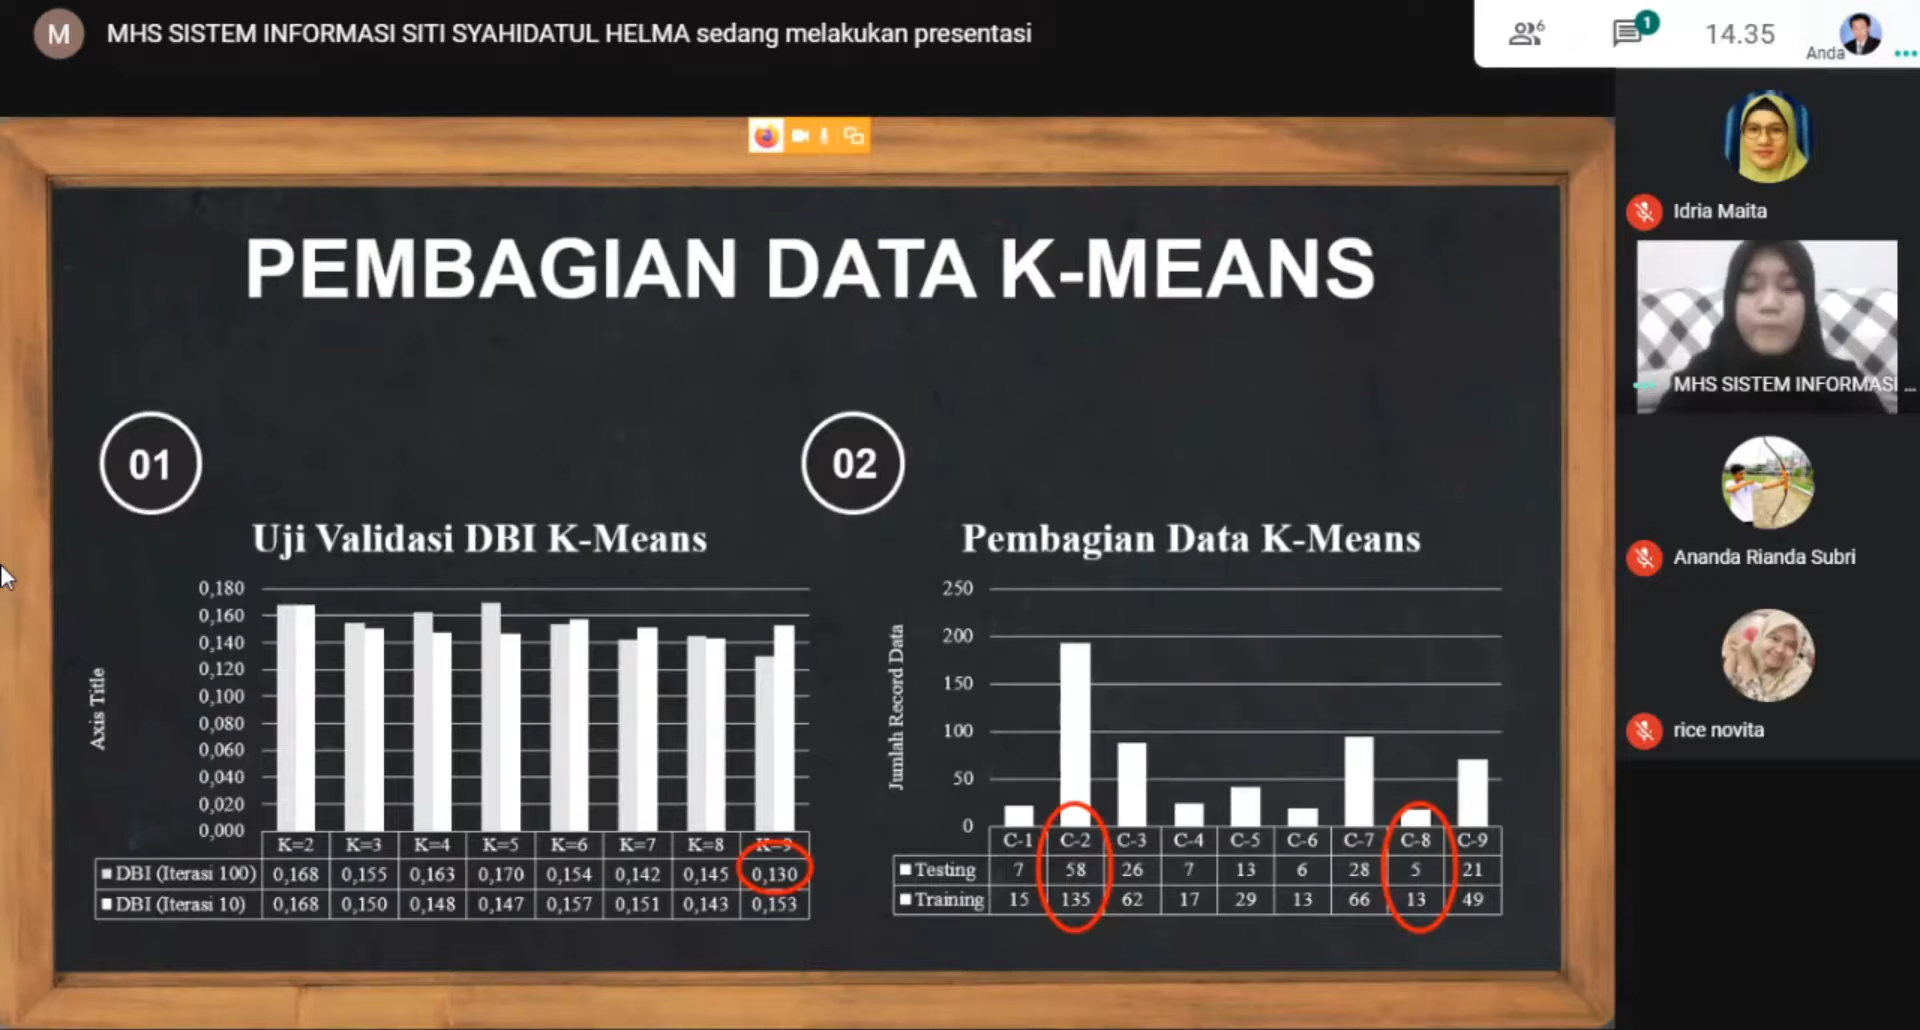 M
MHS SISTEM INFORMASI SITI SYAHIDATUL HELMA sedang melakukan presentasi
6
1
14.35
Anda
PEMBAGIAN DATA K-MEANS
01
Uji Validasi DBI K-Means
Axis Title
0,180
0,160
0,140
0,120
0,100
0,080
0,060
0,040
0,020
0,000
K=2 K=3 K=4 K=5 K=6 K=7 K=8 K=9
DBI (Iterasi 100) 0,168 0,155 0,163 0,170 0,154 0,142 0,145 0,130
DBI (Iterasi 10) 0,168 0,150 0,148 0,147 0,157 0,151 0,143 0,153
02
Pembagian Data K-Means
Jumlah Record Data
250
200
150
100
50
0
C-1 C-2 C-3 C-4 C-5 C-6 C-7 C-8 C-9
Testing 7 58 26 7 13 6 28 5 21
Training 15 135 62 17 29 13 66 13 49
Idria Maita
MHS SISTEM INFORMASI ...
Ananda Rianda Subri
rice novita